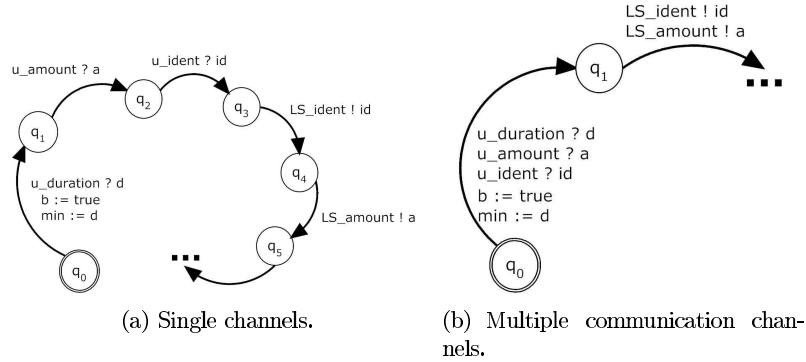 u_amount ? a
u_ident ? id
q1
q2
q3
LS_ident ! id
u_duration ? d
b := true
min := d
q4
LS_amount ! a
q5
q0
...
(a) Single channels.
LS_ident ! id
LS_amount ! a
q1
...
u_duration ? d
u_amount ? a
u_ident ? id
b := true
min := d
q0
(b) Multiple communication chan-
nels.